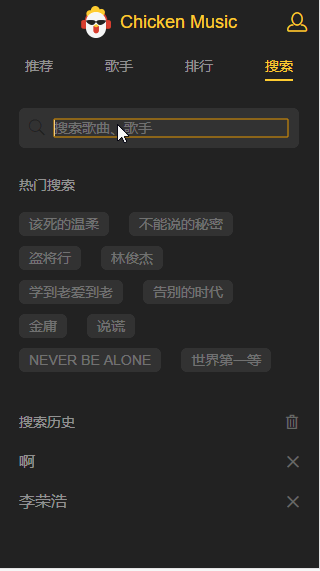 Chicken Music
推荐 歌手 排行 搜索
搜索歌曲、歌手
热门搜索
该死的温柔 不能说的秘密
盗将行 林俊杰
学到老爱到老 告别的时代
金庸 说谎
NEVER BE ALONE 世界第一等
搜索历史
啊
李荣浩